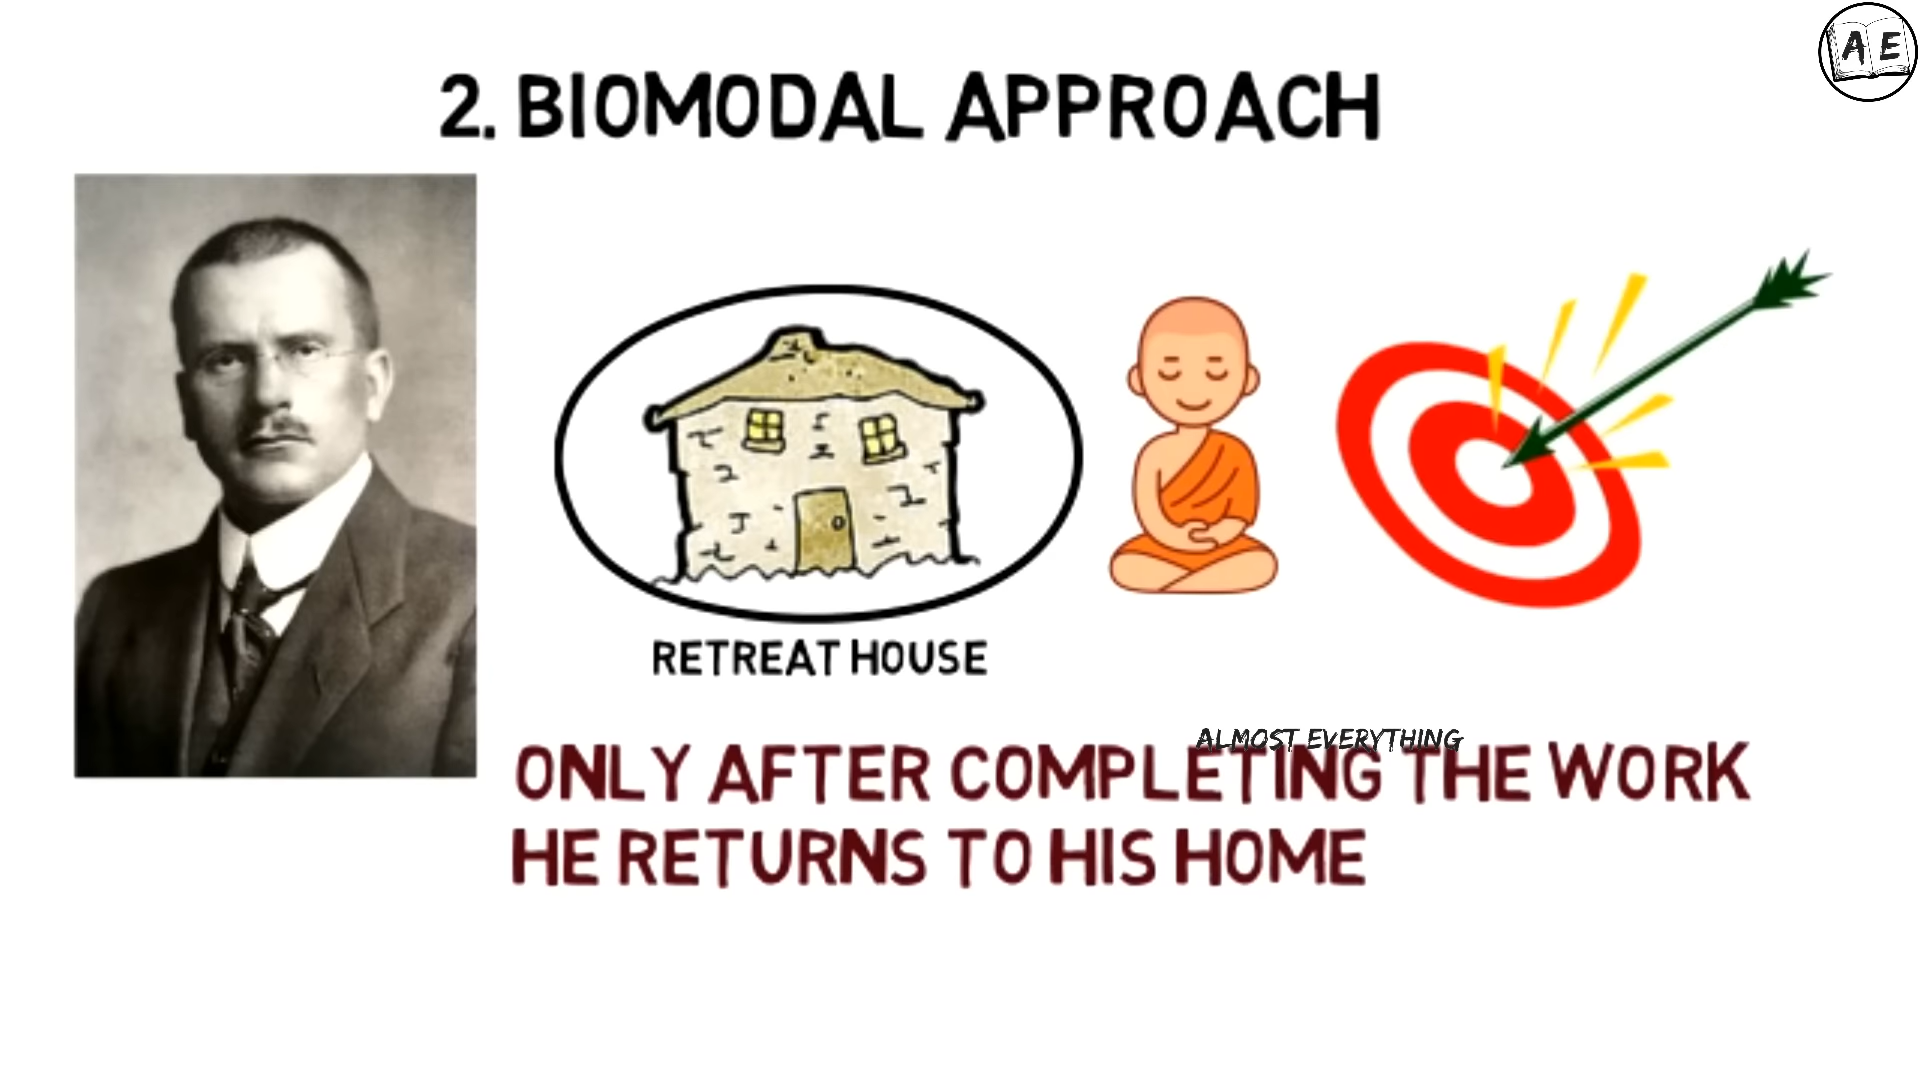 A E
2. BIOMODAL APPROACH
RETREAT HOUSE
ALMOST EVERYTHING
ONLY AFTER COMPLETING THE WORK
HE RETURNS TO HIS HOME